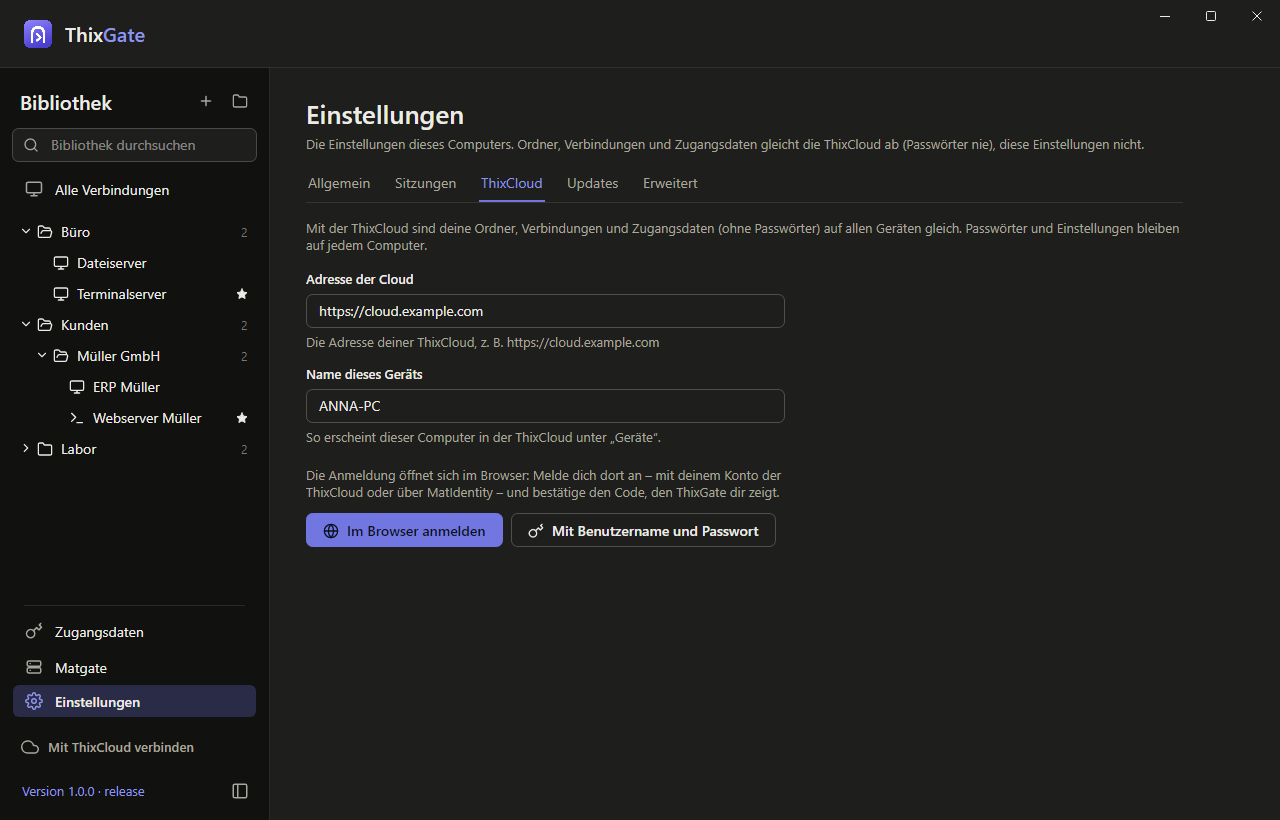 ThixGate
Bibliothek
Bibliothek durchsuchen
Alle Verbindungen
Büro 2
Dateiserver
Terminalserver
Kunden 2
Müller GmbH 2
ERP Müller
Webserver Müller
Labor 2
Zugangsdaten
Matgate
Einstellungen
Mit ThixCloud verbinden
Version 1.0.0 · release
Einstellungen
Die Einstellungen dieses Computers. Ordner, Verbindungen und Zugangsdaten gleicht die ThixCloud ab (Passwörter nie), diese Einstellungen nicht.
Allgemein Sitzungen ThixCloud Updates Erweitert
Mit der ThixCloud sind deine Ordner, Verbindungen und Zugangsdaten (ohne Passwörter) auf allen Geräten gleich. Passwörter und Einstellungen bleiben
auf jedem Computer.
Adresse der Cloud
https://cloud.example.com
Die Adresse deiner ThixCloud, z. B. https://cloud.example.com
Name dieses Geräts
ANNA-PC
So erscheint dieser Computer in der ThixCloud unter „Geräte“.
Die Anmeldung öffnet sich im Browser: Melde dich dort an – mit deinem Konto der
ThixCloud oder über MatIdentity – und bestätige den Code, den ThixGate dir zeigt.
Im Browser anmelden
Mit Benutzername und Passwort